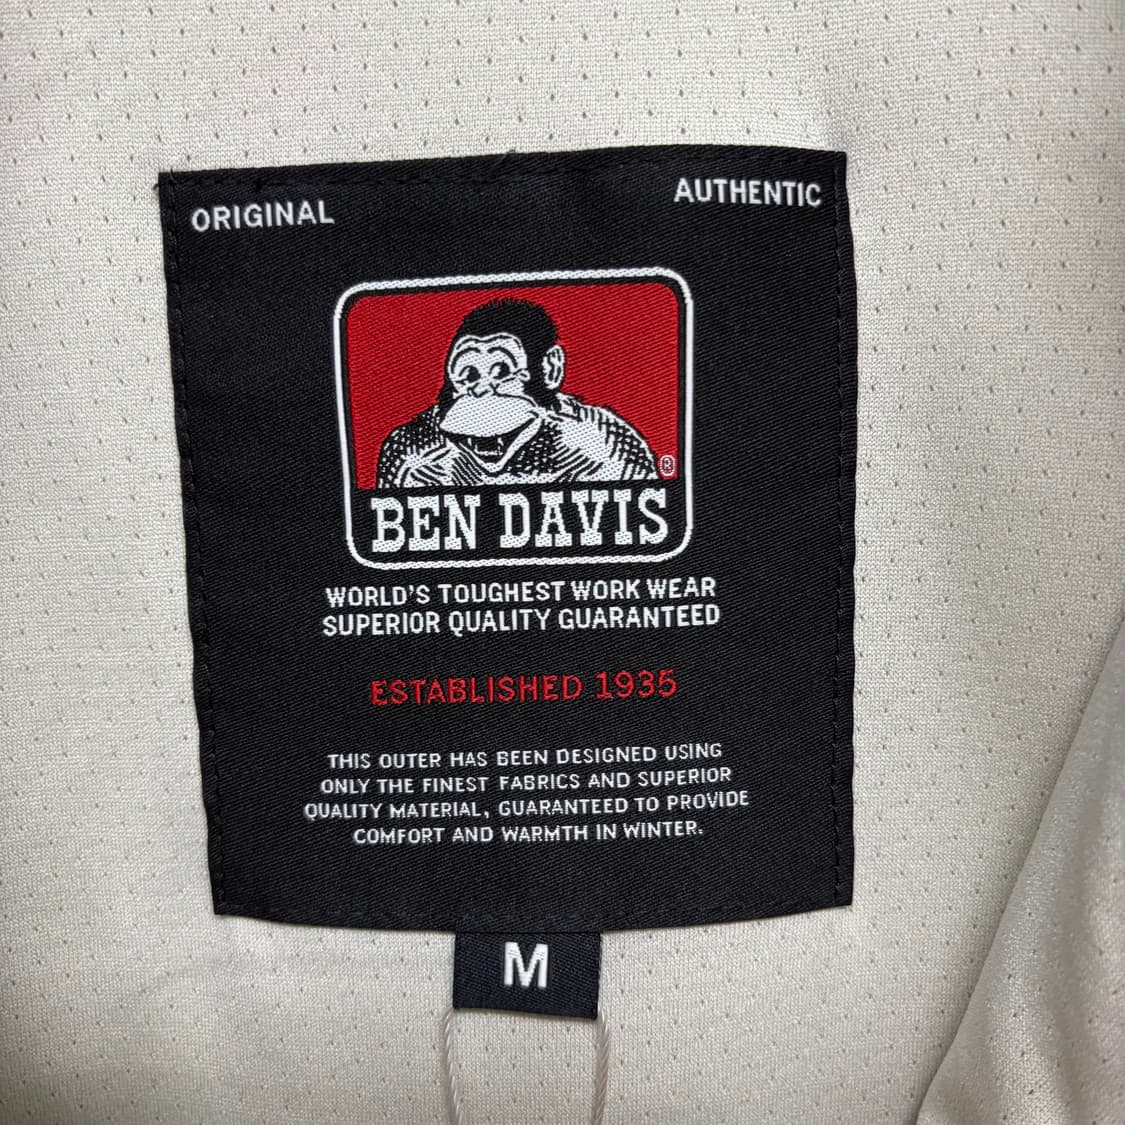 ORIGINAL
AUTHENTIC
®
BEN DAVIS
WORLD'S TOUGHEST WORK WEAR
SUPERIOR QUALITY GUARANTEED
ESTABLISHED 1935
THIS OUTER HAS BEEN DESIGNED USING
ONLY THE FINEST FABRICS AND SUPERIOR
QUALITY MATERIAL, GUARANTEED TO PROVIDE
COMFORT AND WARMTH IN WINTER.
M